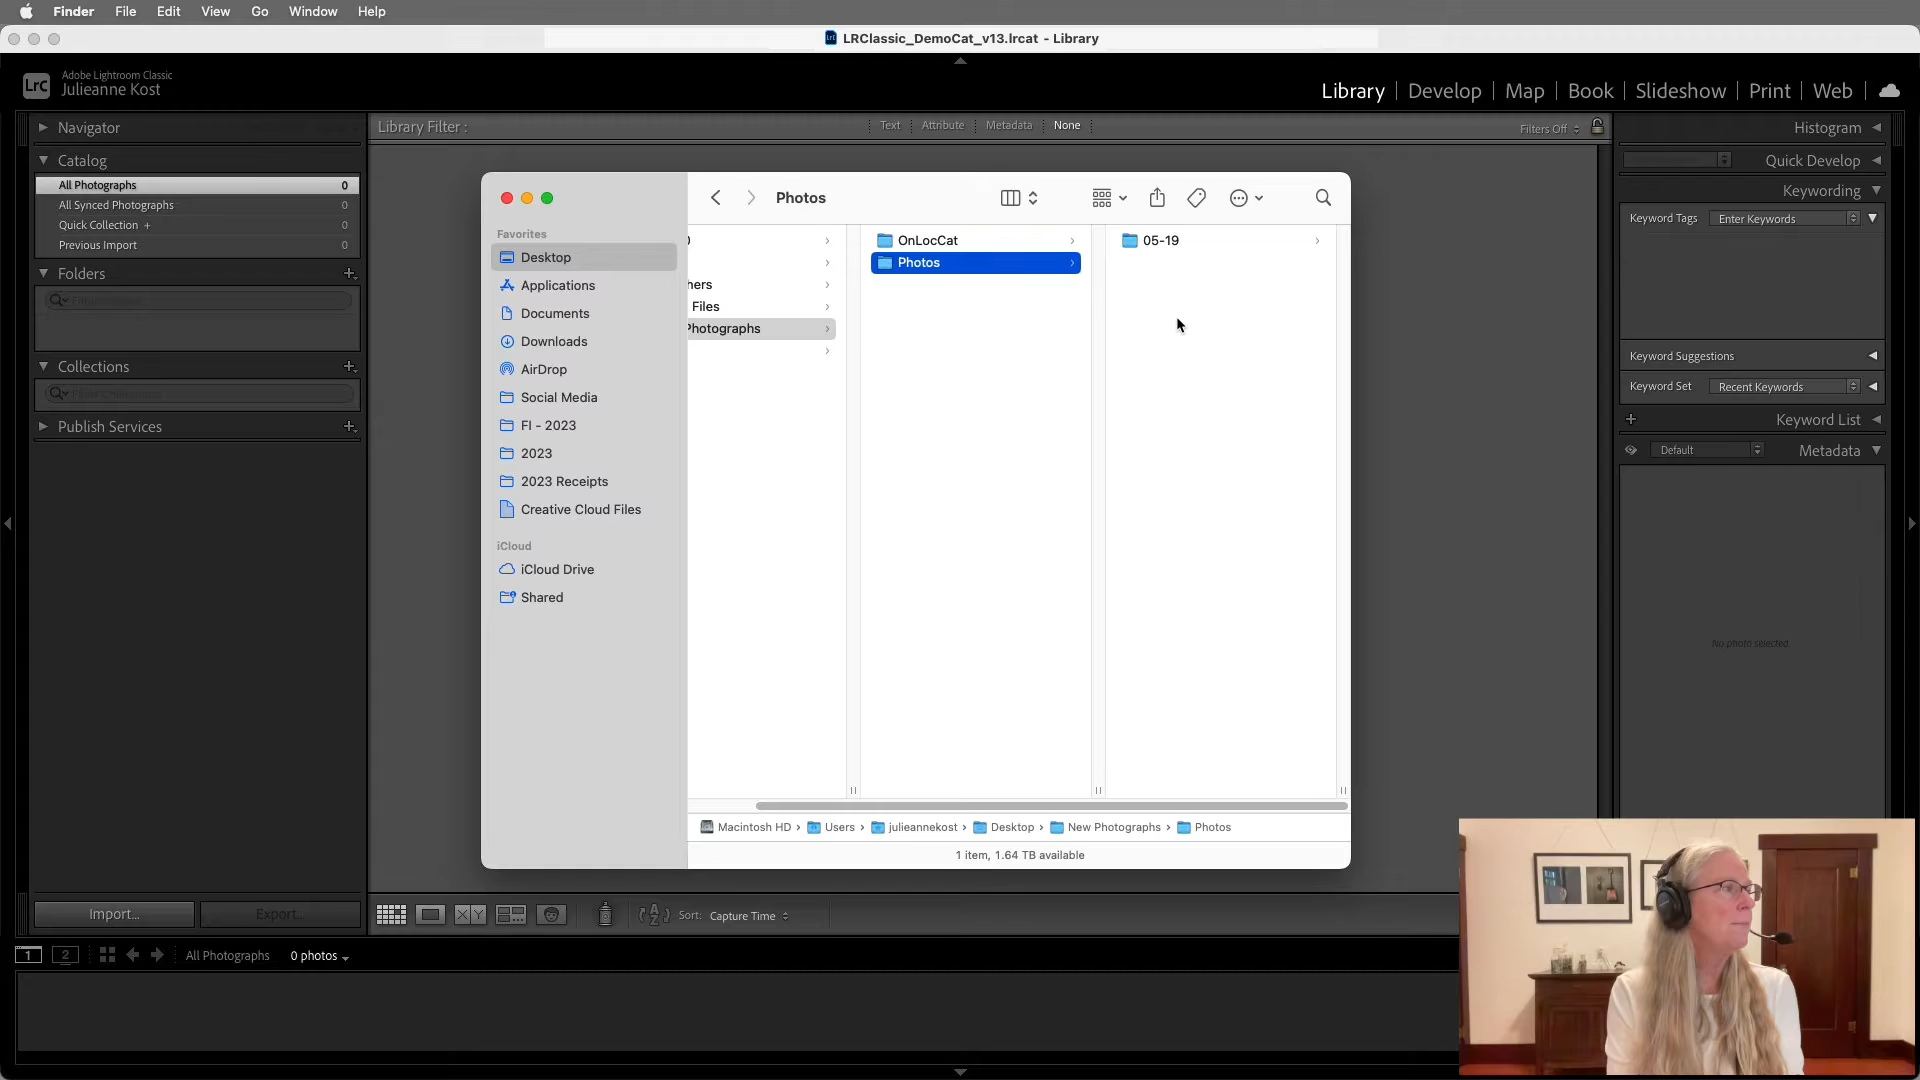 Finder File Edit View Go Window Help
LRClassic_DemoCat_v13.lrcat - Library
LrC
Adobe Lightroom Classic
Julieanne Kost
Library Develop Map Book Slideshow Print Web
Navigator
Catalog
All Photographs 0
All Synced Photographs 0
Quick Collection + 0
Previous Import 0
Folders
Collections
Publish Services
Import...
Export...
Library Filter : Text Attribute Metadata None Filters Off
Photos
Favorites
Desktop
Applications
Documents
Downloads
AirDrop
Social Media
FI - 2023
2023
2023 Receipts
Creative Cloud Files
iCloud
iCloud Drive
Shared
hers
Files
Photographs
OnLocCat
Photos
05-19
Macintosh HD › Users › julieannekost › Desktop › New Photographs › Photos
1 item, 1.64 TB available
Histogram
Quick Develop
Keywording
Keyword Tags Enter Keywords
Keyword Suggestions
Keyword Set Recent Keywords
+ Keyword List
Default Metadata
No photo selected
XY
Sort: Capture Time
1 2 All Photographs 0 photos